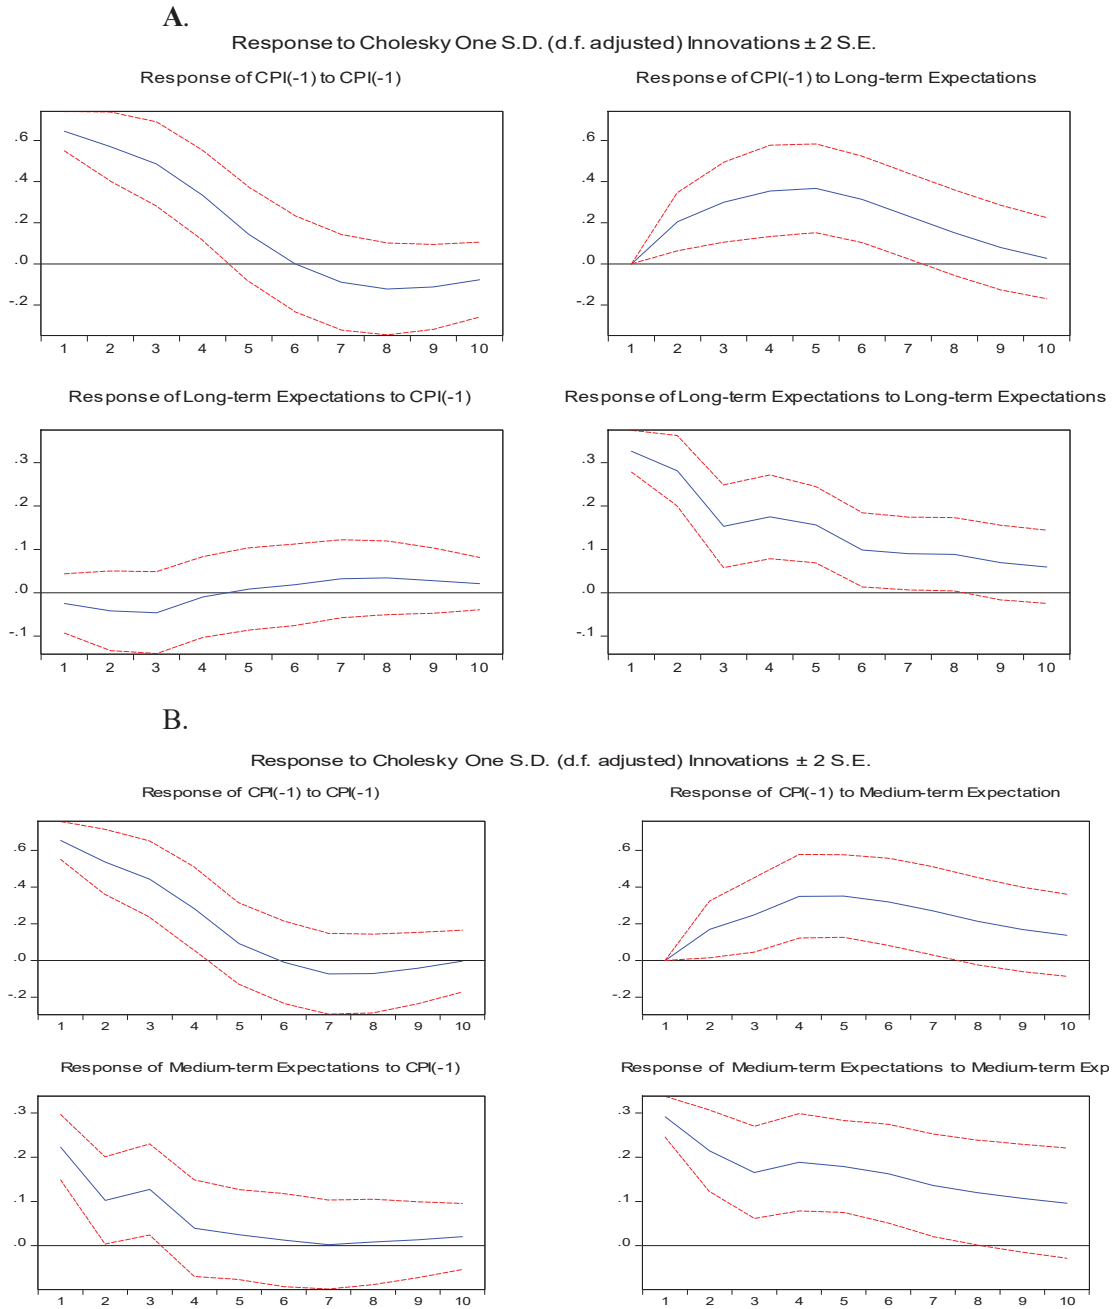 A.
Response to Cholesky One S.D. (d.f. adjusted) Innovations ± 2 S.E.
Response of CPI(-1) to CPI(-1)
Response of CPI(-1) to Long-term Expectations
.6
.4
.2
.0
-.2
1 2 3 4 5 6 7 8 9 10
.6
.4
.2
.0
-.2
1 2 3 4 5 6 7 8 9 10
Response of Long-term Expectations to CPI(-1)
Response of Long-term Expectations to Long-term Expectations
.3
.2
.1
.0
-.1
1 2 3 4 5 6 7 8 9 10
.3
.2
.1
.0
-.1
1 2 3 4 5 6 7 8 9 10
B.
Response to Cholesky One S.D. (d.f. adjusted) Innovations ± 2 S.E.
Response of CPI(-1) to CPI(-1)
Response of CPI(-1) to Medium-term Expectation
.6
.4
.2
.0
-.2
1 2 3 4 5 6 7 8 9 10
.6
.4
.2
.0
-.2
1 2 3 4 5 6 7 8 9 10
Response of Medium-term Expectations to CPI(-1)
Response of Medium-term Expectations to Medium-term Exp
.3
.2
.1
.0
1 2 3 4 5 6 7 8 9 10
.3
.2
.1
.0
1 2 3 4 5 6 7 8 9 10